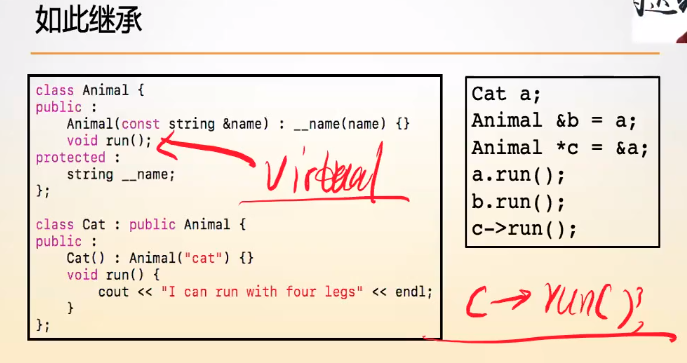 如此继承
class Animal {
public :
    Animal(const string &name) : __name(name) {}
    void run();
protected :
    string __name;
};
class Cat : public Animal {
public :
    Cat() : Animal("cat") {}
    void run() {
        cout << "I can run with four legs" << endl;
    }
};
virtual
Cat a;
Animal &b = a;
Animal *c = &a;
a.run();
b.run();
c->run();
c→run();